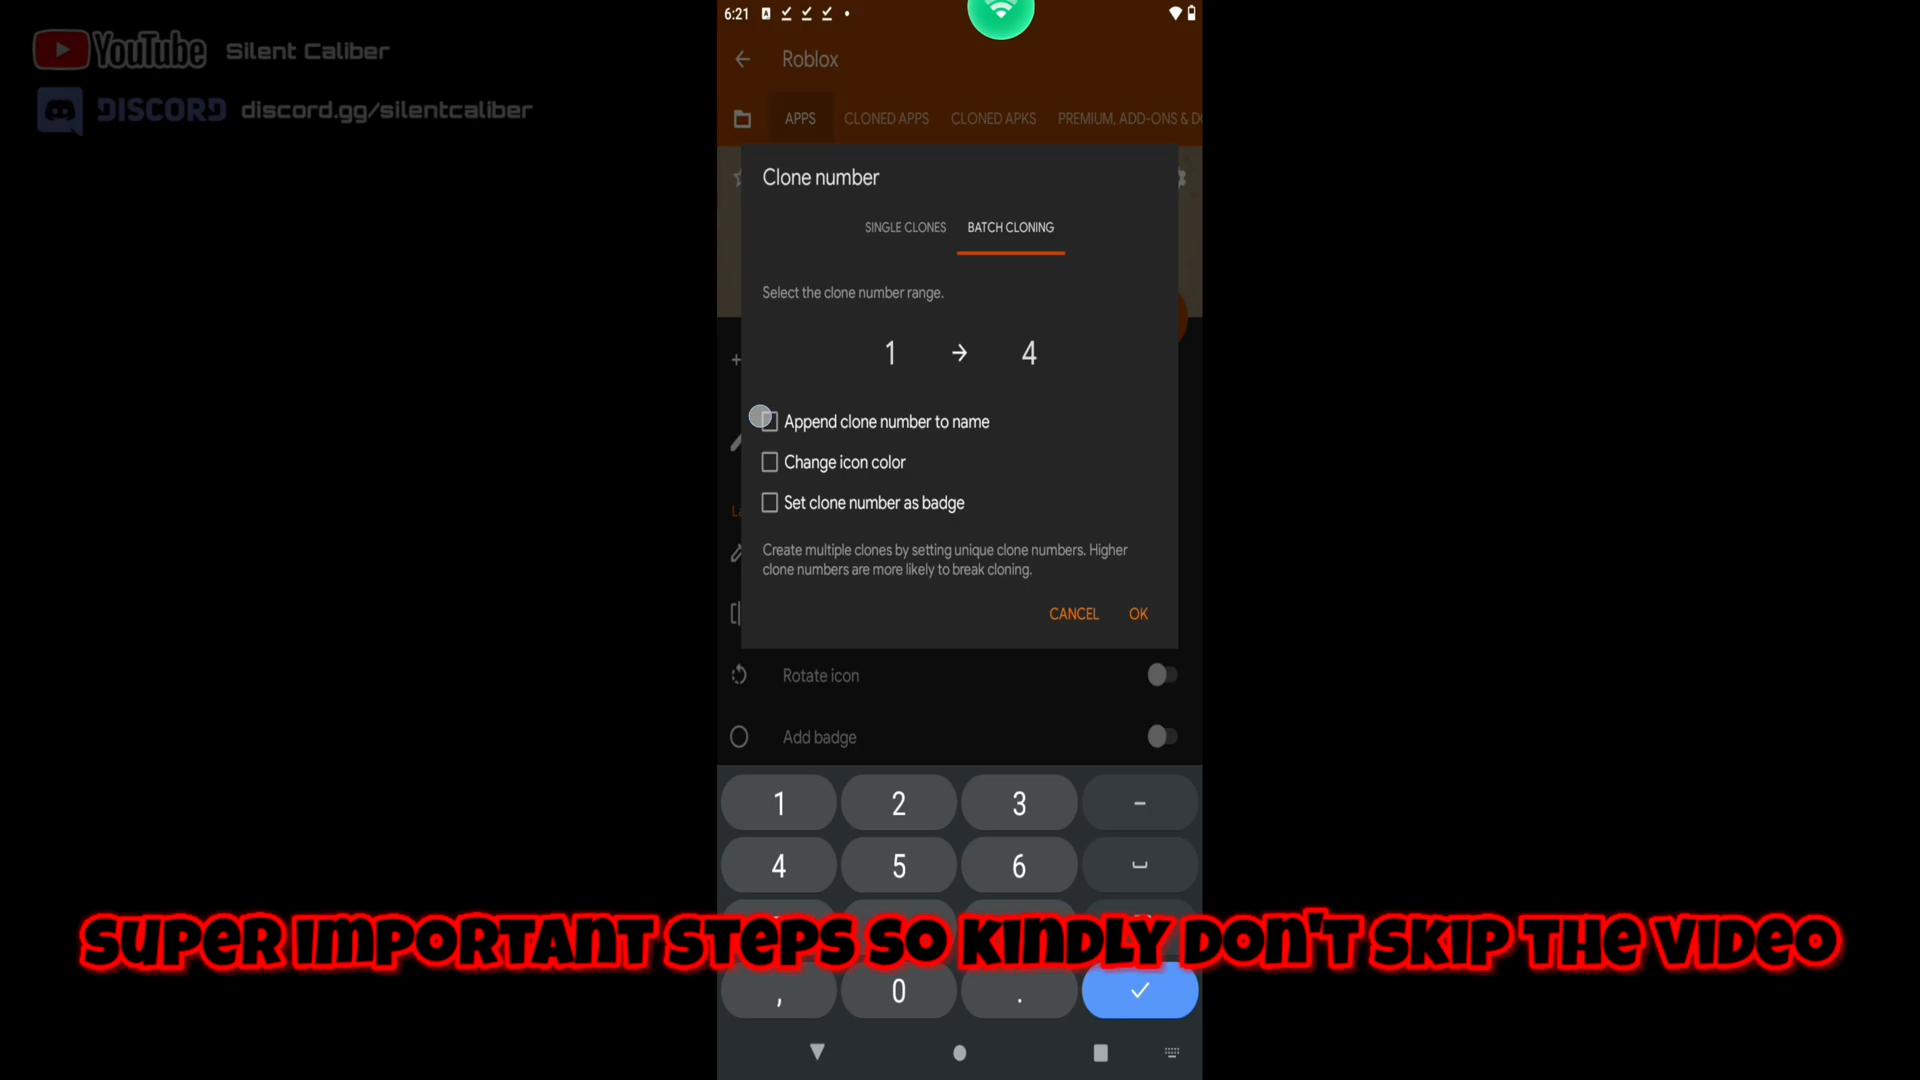 YouTube Silent Caliber
DISCORD discord.gg/silentcaliber
6:21
Roblox
APPS CLONED APPS CLONED APKS PREMIUM, ADD-ONS & D
Clone number
SINGLE CLONES BATCH CLONING
Select the clone number range.
1 → 4
Append clone number to name
Change icon color
Set clone number as badge
Create multiple clones by setting unique clone numbers. Higher
clone numbers are more likely to break cloning.
CANCEL OK
Rotate icon
Add badge
1 2 3 -
4 5 6
SUPER IMPORTANT STEPS SO KINDLY DON'T SKIP THE VIDEO
, 0 .